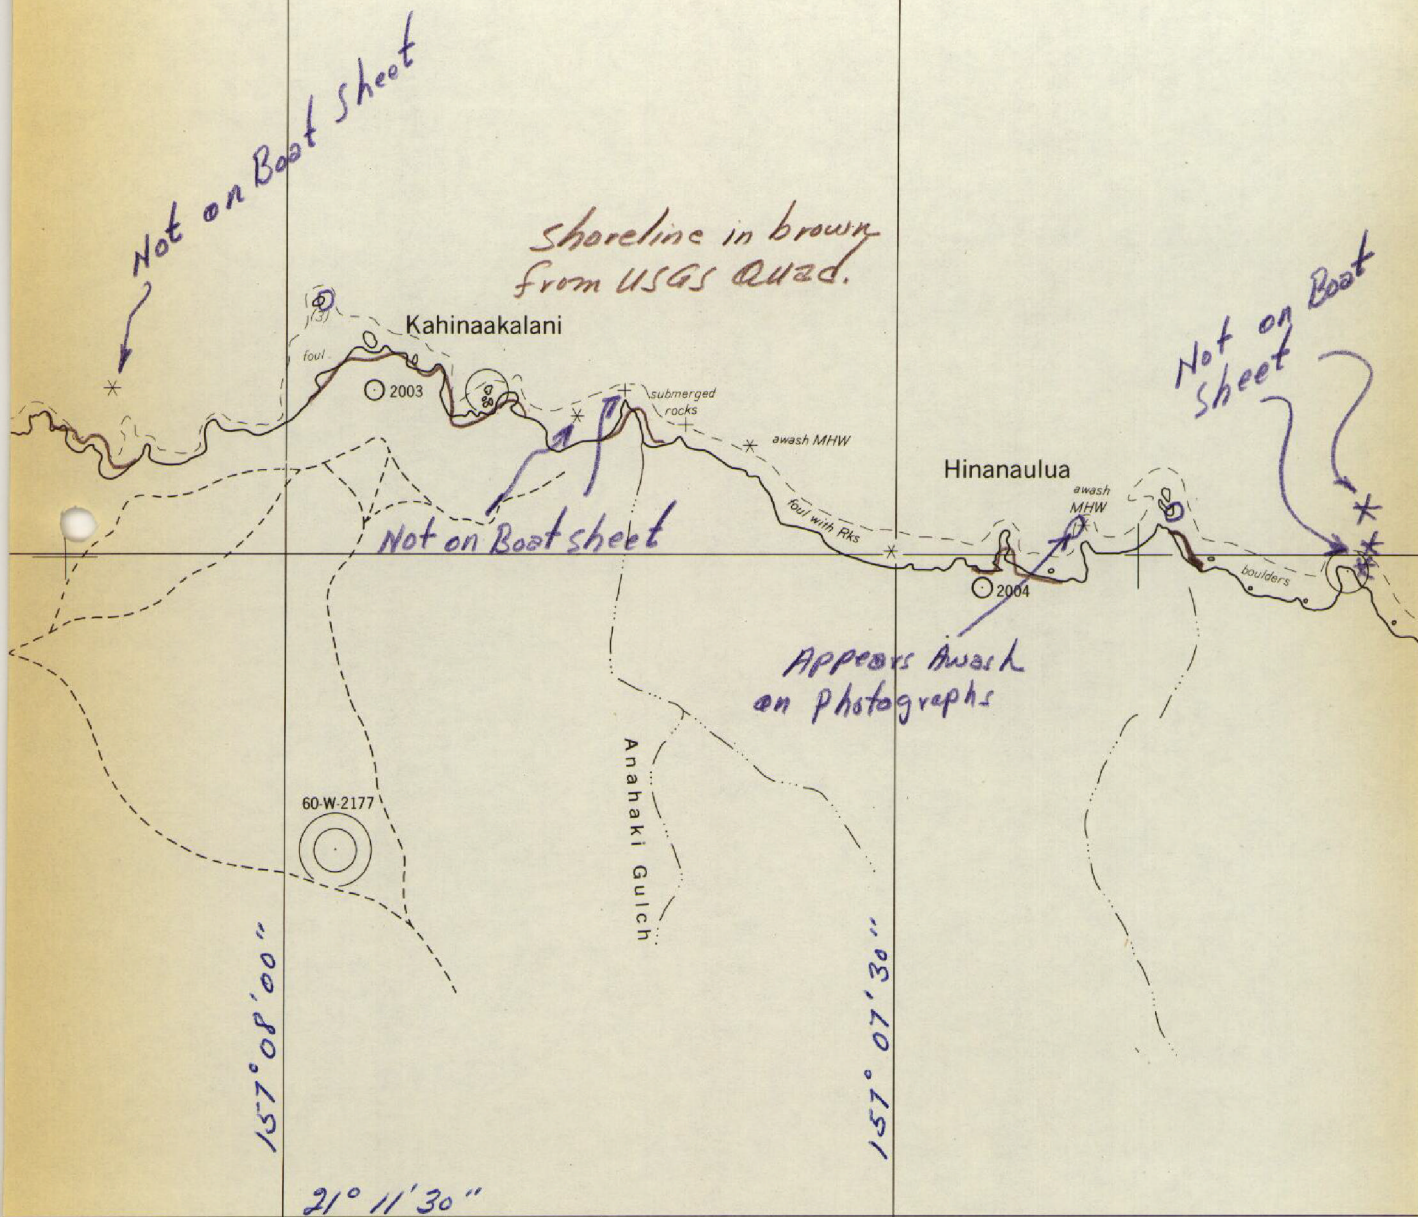 Not on Boat Sheet
Shoreline in brown
from USGS Quad.
(3)
Kahinaakalani
foul
2003
submerged
rocks
awash MHW
Not on Boat
Sheet
Hinanaulua
awash
MHW
foul with Rks
Not on Boat sheet
boulders
2004
Appears Awash
on Photographs
Anahaki Gulch
60-W-2177
157° 08' 00"
157° 07' 30"
21° 11' 30"